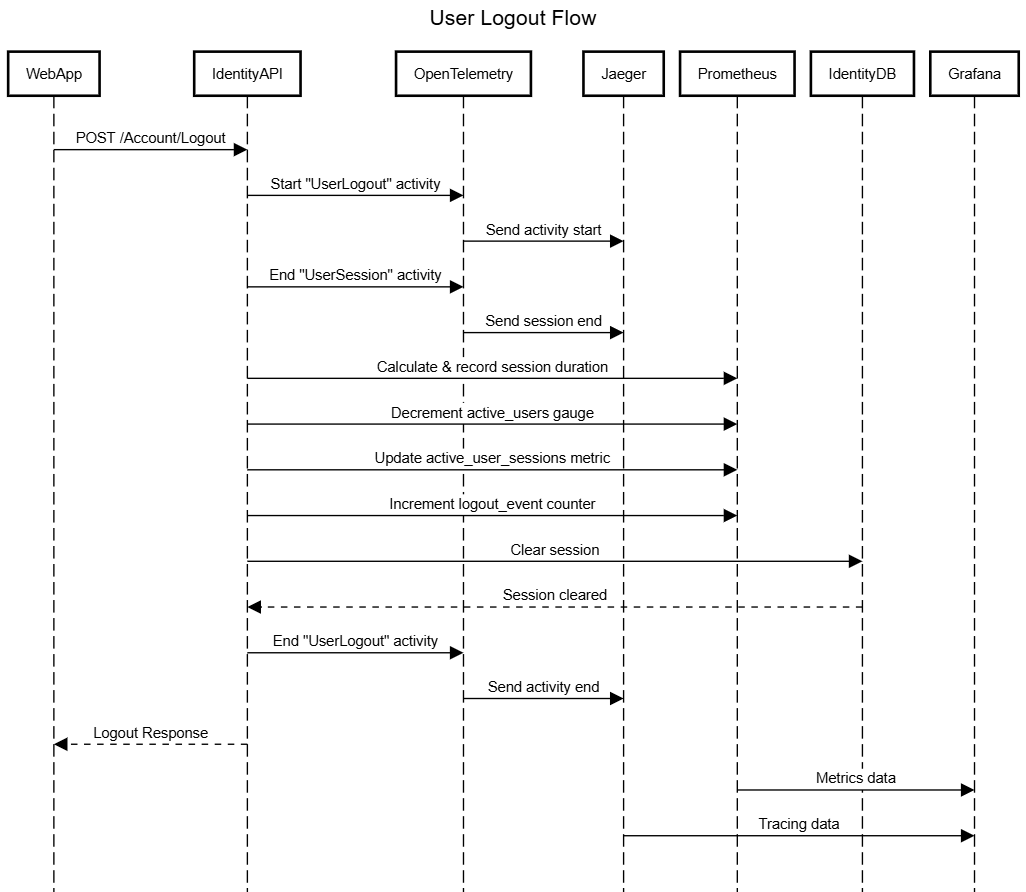 User Logout Flow
WebApp
IdentityAPI
OpenTelemetry
Jaeger
Prometheus
IdentityDB
Grafana
POST /Account/Logout
Start "UserLogout" activity
Send activity start
End "UserSession" activity
Send session end
Calculate & record session duration
Decrement active_users gauge
Update active_user_sessions metric
Increment logout_event counter
Clear session
Session cleared
End "UserLogout" activity
Send activity end
Logout Response
Metrics data
Tracing data